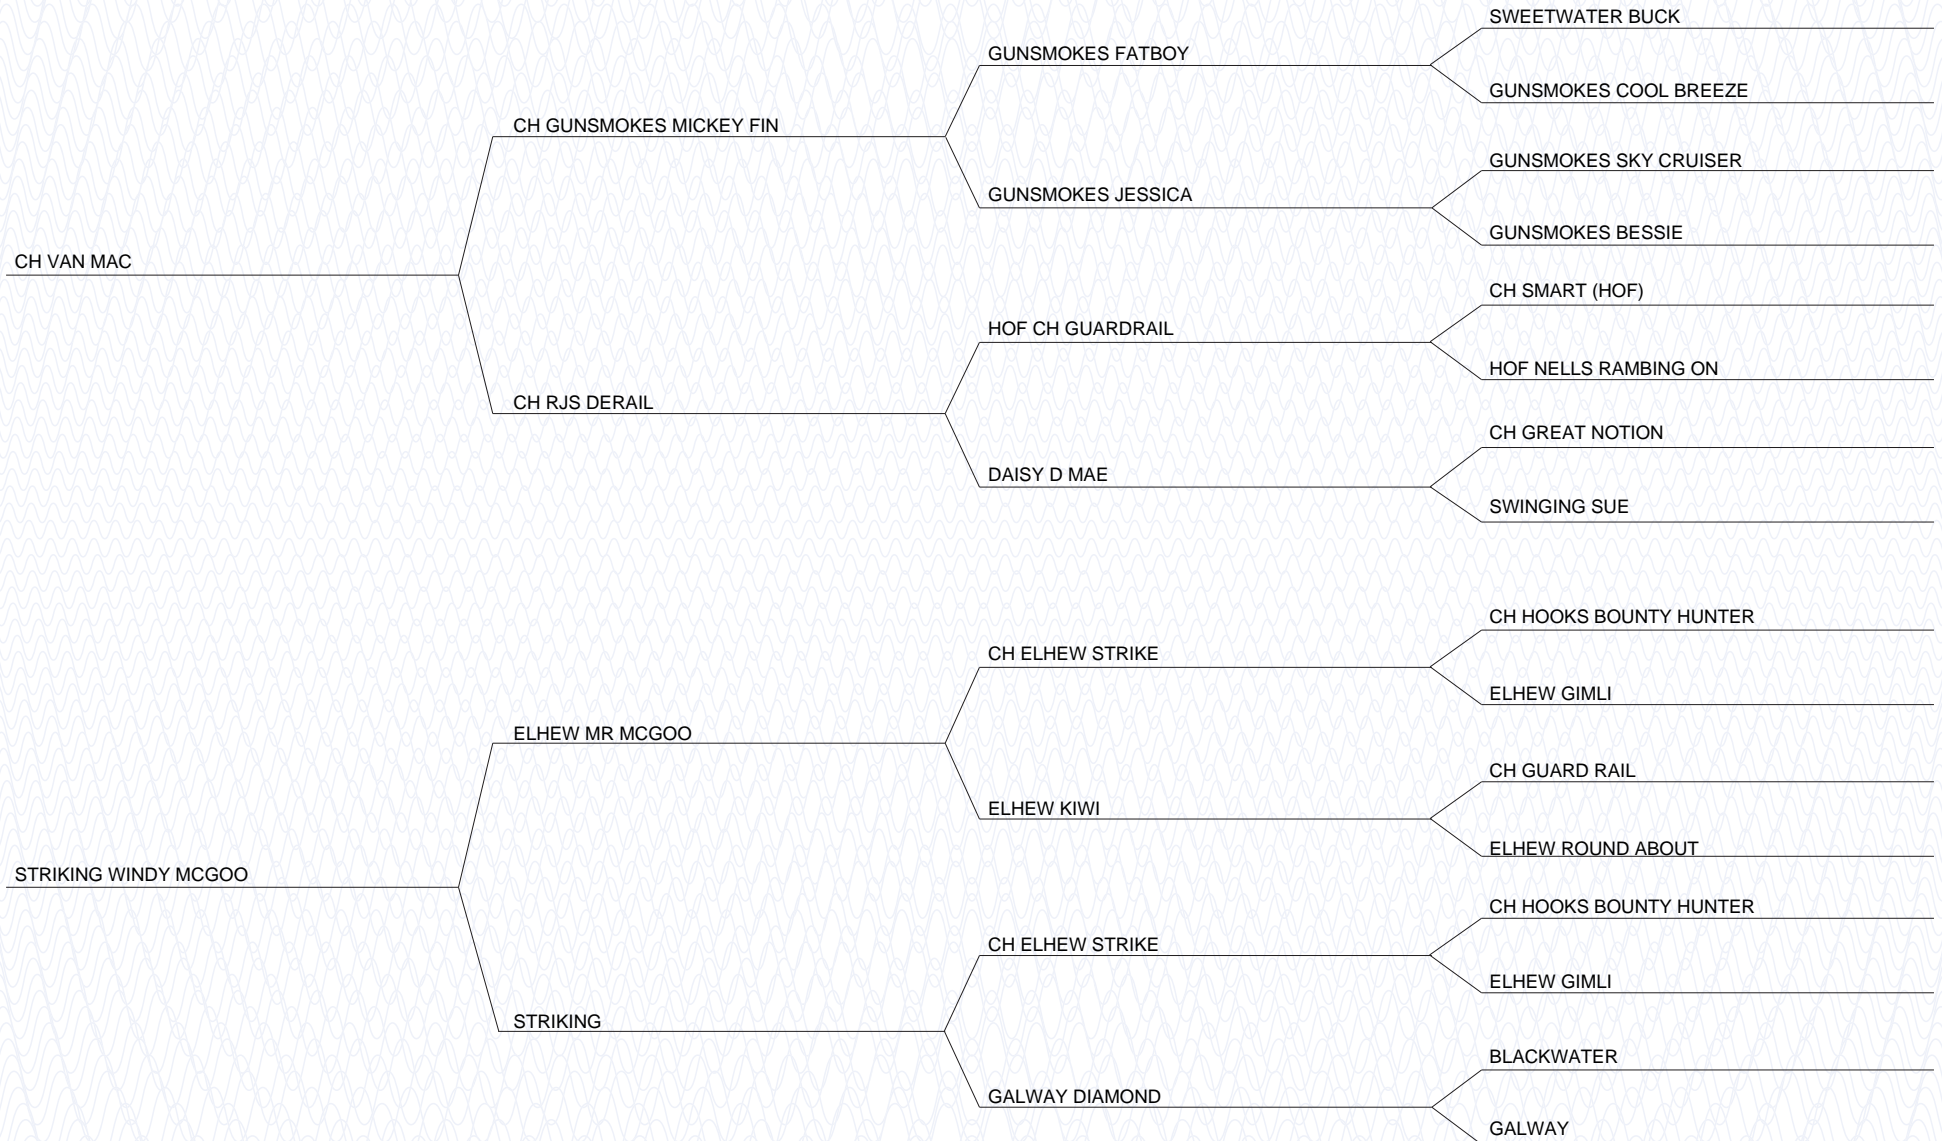 SWEETWATER BUCK
GUNSMOKES FATBOY
GUNSMOKES COOL BREEZE
CH GUNSMOKES MICKEY FIN
GUNSMOKES SKY CRUISER
GUNSMOKES JESSICA
GUNSMOKES BESSIE
CH VAN MAC
CH SMART (HOF)
HOF CH GUARDRAIL
HOF NELLS RAMBING ON
CH RJS DERAIL
CH GREAT NOTION
DAISY D MAE
SWINGING SUE
CH HOOKS BOUNTY HUNTER
CH ELHEW STRIKE
ELHEW GIMLI
ELHEW MR MCGOO
CH GUARD RAIL
ELHEW KIWI
ELHEW ROUND ABOUT
STRIKING WINDY MCGOO
CH HOOKS BOUNTY HUNTER
CH ELHEW STRIKE
ELHEW GIMLI
STRIKING
BLACKWATER
GALWAY DIAMOND
GALWAY